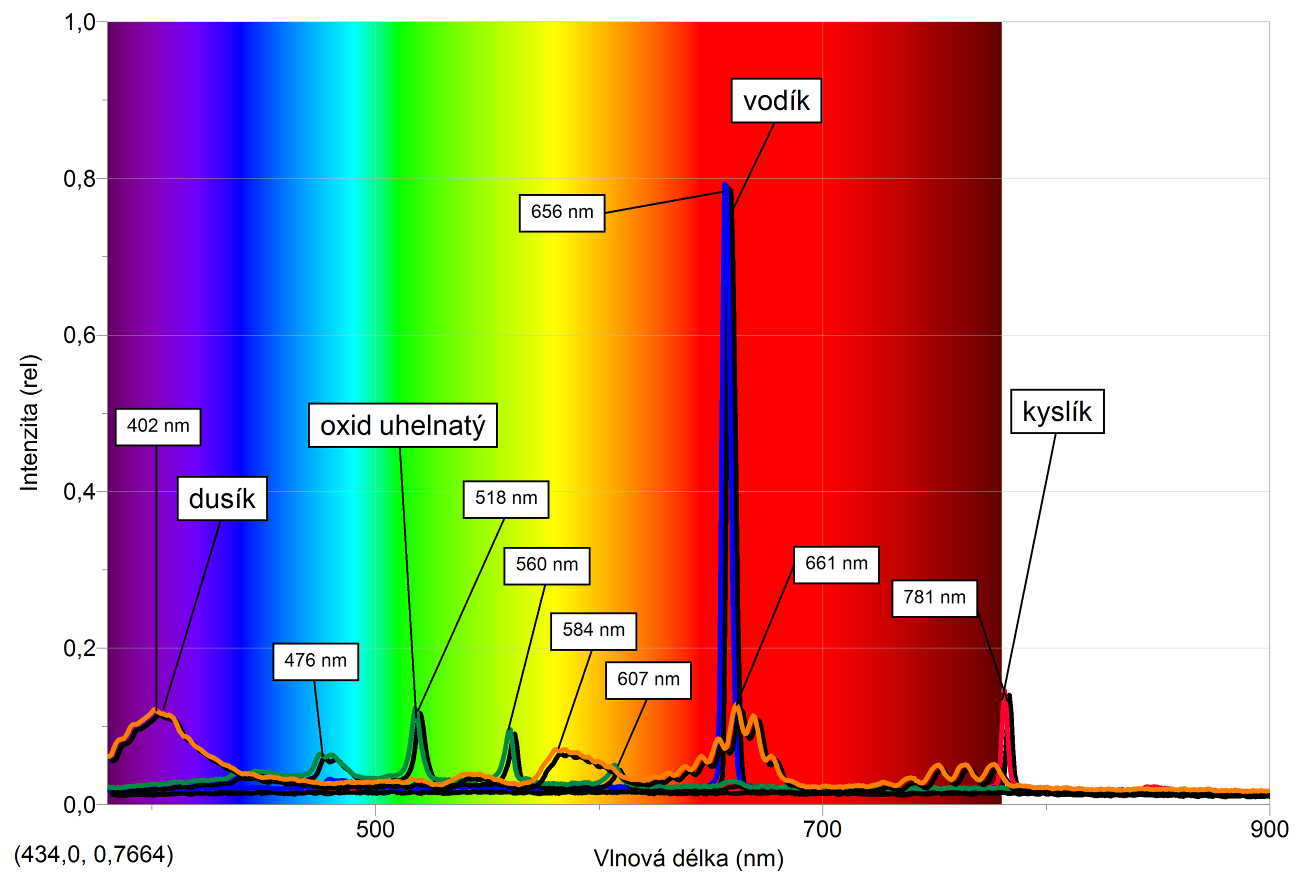 1,0
vodík
0,8
656 nm
0,6
Intenzita (rel)
kyslík
402 nm
oxid uhelnatý
0,4
dusík
518 nm
560 nm
661 nm
781 nm
584 nm
0,2
476 nm
607 nm
0,0
500
700
900
(434,0, 0,7664)
Vlnová délka (nm)